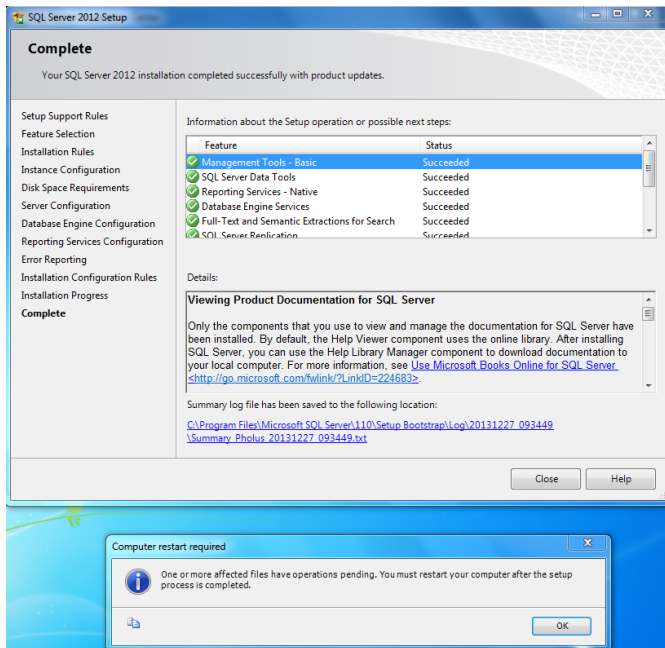 SQL Server 2012 Setup
Complete
Your SQL Server 2012 installation completed successfully with product updates.
Setup Support Rules
Feature Selection
Installation Rules
Instance Configuration
Disk Space Requirements
Server Configuration
Database Engine Configuration
Reporting Services Configuration
Error Reporting
Installation Configuration Rules
Installation Progress
Complete
Information about the Setup operation or possible next steps:
Feature Status
Management Tools - Basic Succeeded
SQL Server Data Tools Succeeded
Reporting Services - Native Succeeded
Database Engine Services Succeeded
Full-Text and Semantic Extractions for Search Succeeded
SQL Server Replication Succeeded
Details:
Viewing Product Documentation for SQL Server
Only the components that you use to view and manage the documentation for SQL Server have
been installed. By default, the Help Viewer component uses the online library. After installing
SQL Server, you can use the Help Library Manager component to download documentation to
your local computer. For more information, see Use Microsoft Books Online for SQL Server
<http://go.microsoft.com/fwlink/?LinkID=224683>.
Summary log file has been saved to the following location:
C:\Program Files\Microsoft SQL Server\110\Setup Bootstrap\Log\20131227_093449
\Summary_Pholus_20131227_093449.txt
Close Help
Computer restart required
One or more affected files have operations pending. You must restart your computer after the setup
process is completed.
OK